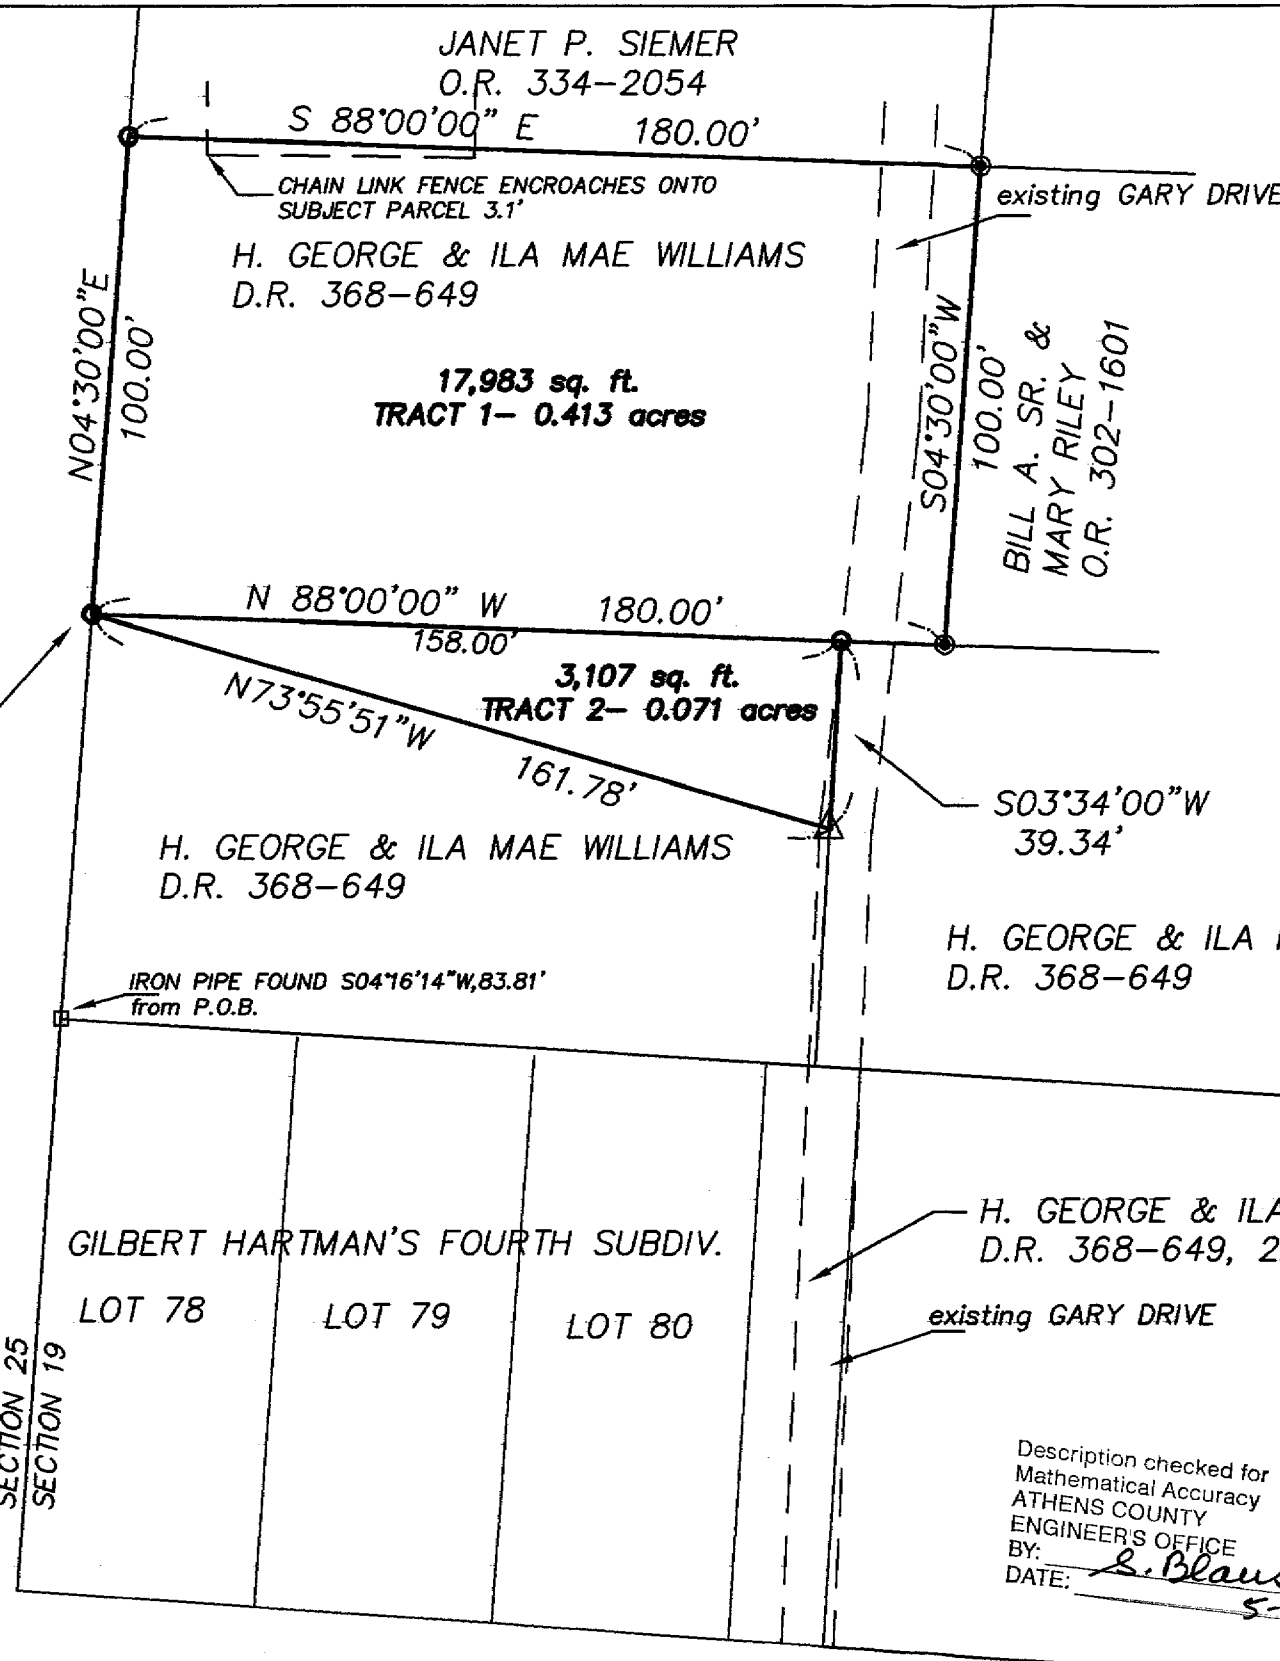 JANET P. SIEMER
O.R. 334-2054
S 88°00'00" E 180.00'
CHAIN LINK FENCE ENCROACHES ONTO
SUBJECT PARCEL 3.1'
existing GARY DRIVE
H. GEORGE & ILA MAE WILLIAMS
D.R. 368-649
N04°30'00"E
100.00'
17,983 sq. ft.
TRACT 1- 0.413 acres
S04°30'00"W
100.00'
BILL A. SR. &
MARY RILEY
O.R. 302-1601
N 88°00'00" W 180.00'
158.00'
3,107 sq. ft.
TRACT 2- 0.071 acres
N73°55'51"W
161.78'
S03°34'00"W
39.34'
H. GEORGE & ILA MAE WILLIAMS
D.R. 368-649
H. GEORGE & ILA
D.R. 368-649
IRON PIPE FOUND S04°16'14"W,83.81'
from P.O.B.
H. GEORGE & ILA
D.R. 368-649, 2
GILBERT HARTMAN'S FOURTH SUBDIV.
LOT 78
LOT 79
LOT 80
existing GARY DRIVE
SECTION 25
SECTION 19
Description checked for
Mathematical Accuracy
ATHENS COUNTY
ENGINEER'S OFFICE
BY:
DATE: 5-